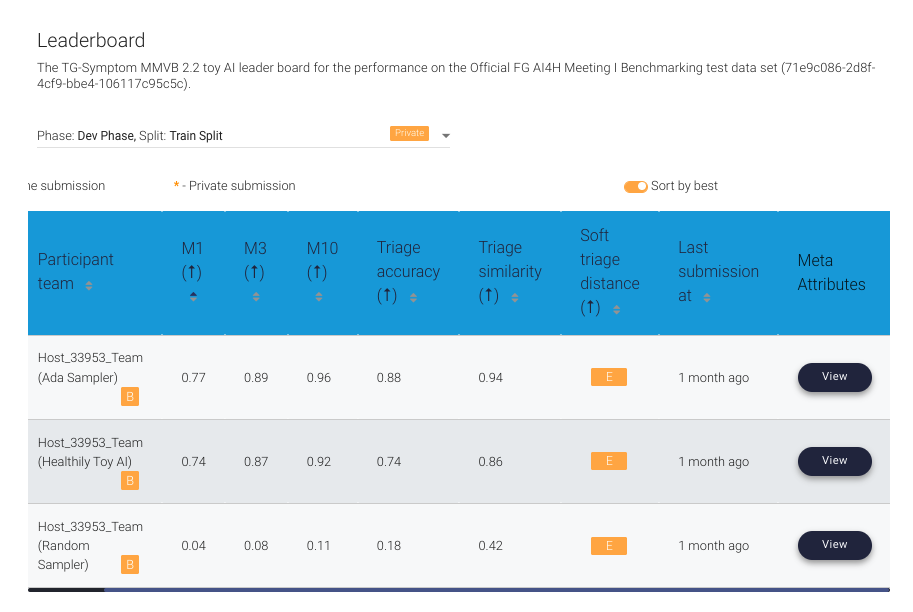 Leaderboard
The TG-Symptom MMVB 2.2 toy AI leader board for the performance on the Official FG AI4H Meeting I Benchmarking test data set (71e9c086-2d8f-
4cf9-bbe4-106117c95c5c).
Phase: Dev Phase, Split: Train Split Private
ne submission * - Private submission Sort by best
Participant team M1 (↑) M3 (↑) M10 (↑) Triage accuracy (↑) Triage similarity (↑) Soft triage distance (↑) Last submission at Meta Attributes
Host_33953_Team
(Ada Sampler) 0.77 0.89 0.96 0.88 0.94 E 1 month ago View
B
Host_33953_Team
(Healthily Toy AI) 0.74 0.87 0.92 0.74 0.86 E 1 month ago View
B
Host_33953_Team
(Random 0.04 0.08 0.11 0.18 0.42 E 1 month ago View
Sampler) B